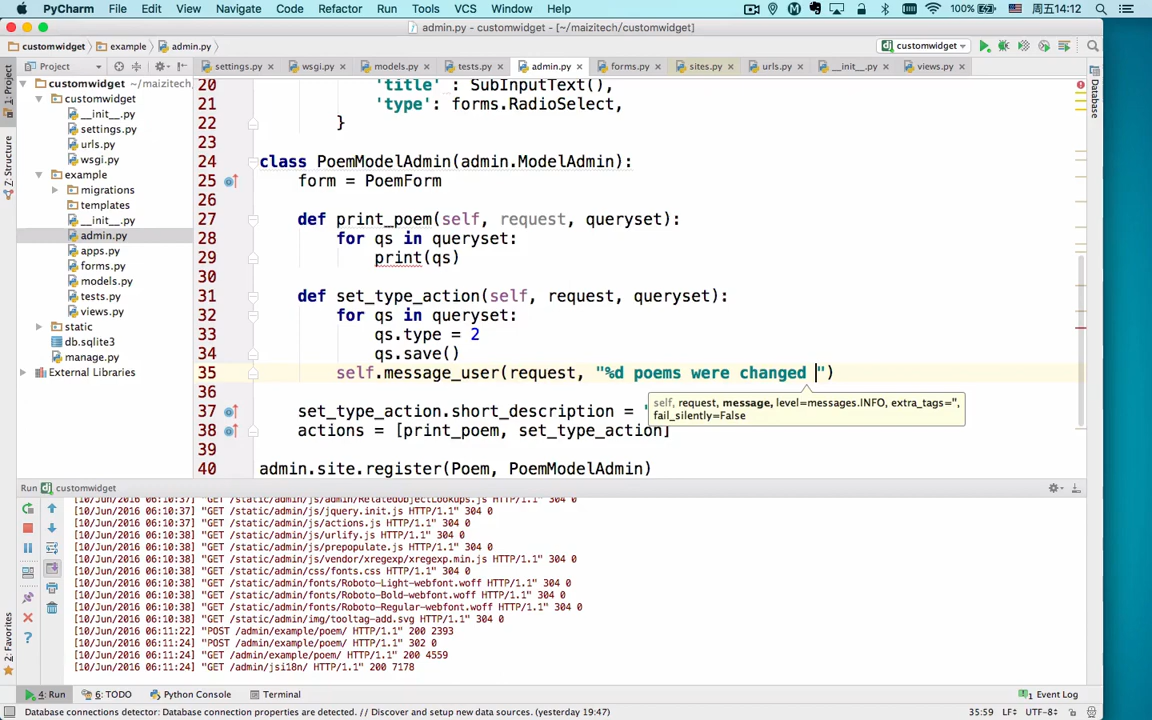 PyCharm File Edit View Navigate Code Refactor Run Tools VCS Window Help 100% 周五14:12
admin.py - customwidget - [~/maizitech/customwidget]
customwidget example admin.py customwidget
Project settings.py wsgi.py models.py tests.py admin.py forms.py sites.py urls.py __init__.py views.py
1: Project
Z: Structure
2: Favorites
Database
customwidget ~/maizitech/
customwidget
__init__.py
settings.py
urls.py
wsgi.py
example
migrations
templates
__init__.py
admin.py
apps.py
forms.py
models.py
tests.py
views.py
static
db.sqlite3
manage.py
External Libraries
20 'title' : SubInputText(),
21 'type': forms.RadioSelect,
22 }
23
24 class PoemModelAdmin(admin.ModelAdmin):
25 form = PoemForm
26
27 def print_poem(self, request, queryset):
28 for qs in queryset:
29 print(qs)
30
31 def set_type_action(self, request, queryset):
32 for qs in queryset:
33 qs.type = 2
34 qs.save()
35 self.message_user(request, "%d poems were changed ")
36
self, request, message, level=messages.INFO, extra_tags='',
fail_silently=False
37 set_type_action.short_description = '
38 actions = [print_poem, set_type_action]
39
40 admin.site.register(Poem, PoemModelAdmin)
Run customwidget
[10/Jun/2016 06:10:37] "GET /static/admin/js/admin/RelatedObjectLookups.js HTTP/1.1" 304 0
[10/Jun/2016 06:10:37] "GET /static/admin/js/jquery.init.js HTTP/1.1" 304 0
[10/Jun/2016 06:10:37] "GET /static/admin/js/actions.js HTTP/1.1" 304 0
[10/Jun/2016 06:10:38] "GET /static/admin/js/urlify.js HTTP/1.1" 304 0
[10/Jun/2016 06:10:38] "GET /static/admin/js/prepopulate.js HTTP/1.1" 304 0
[10/Jun/2016 06:10:38] "GET /static/admin/js/vendor/xregexp/xregexp.min.js HTTP/1.1" 304 0
[10/Jun/2016 06:10:38] "GET /static/admin/css/fonts.css HTTP/1.1" 304 0
[10/Jun/2016 06:10:38] "GET /static/admin/fonts/Roboto-Light-webfont.woff HTTP/1.1" 304 0
[10/Jun/2016 06:10:38] "GET /static/admin/fonts/Roboto-Bold-webfont.woff HTTP/1.1" 304 0
[10/Jun/2016 06:10:38] "GET /static/admin/fonts/Roboto-Regular-webfont.woff HTTP/1.1" 304 0
[10/Jun/2016 06:10:38] "GET /static/admin/img/tooltag-add.svg HTTP/1.1" 304 0
[10/Jun/2016 06:11:22] "POST /admin/example/poem/ HTTP/1.1" 200 2393
[10/Jun/2016 06:11:24] "POST /admin/example/poem/ HTTP/1.1" 302 0
[10/Jun/2016 06:11:24] "GET /admin/example/poem/ HTTP/1.1" 200 4559
[10/Jun/2016 06:11:24] "GET /admin/jsi18n/ HTTP/1.1" 200 7178
4: Run 6: TODO Python Console Terminal 1 Event Log
Database connections detector: Database connection properties are detected. // Discover and setup new data sources. (yesterday 19:47) 35:59 LF UTF-8